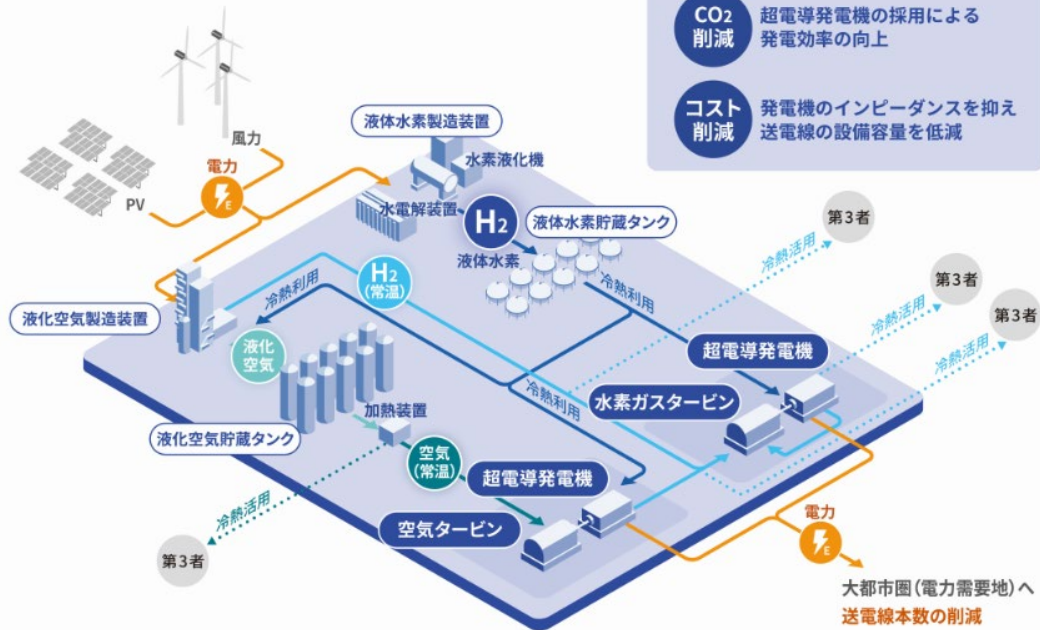 CO2
削減
超電導発電機の採用による
発電効率の向上
コスト
削減
発電機のインピーダンスを抑え
送電線の設備容量を低減
風力
電力
E
PV
液体水素製造装置
水素液化機
水電解装置
H2
液体水素
液体水素貯蔵タンク
第3者
冷熱活用
H2
(常温)
冷熱利用
冷熱利用
第3者
冷熱活用
第3者
冷熱活用
液化空気製造装置
液化
空気
超電導発電機
冷熱利用
水素ガスタービン
加熱装置
液化空気貯蔵タンク
空気
(常温)
超電導発電機
空気タービン
冷熱活用
第3者
電力
E
大都市圏(電力需要地)へ
送電線本数の削減